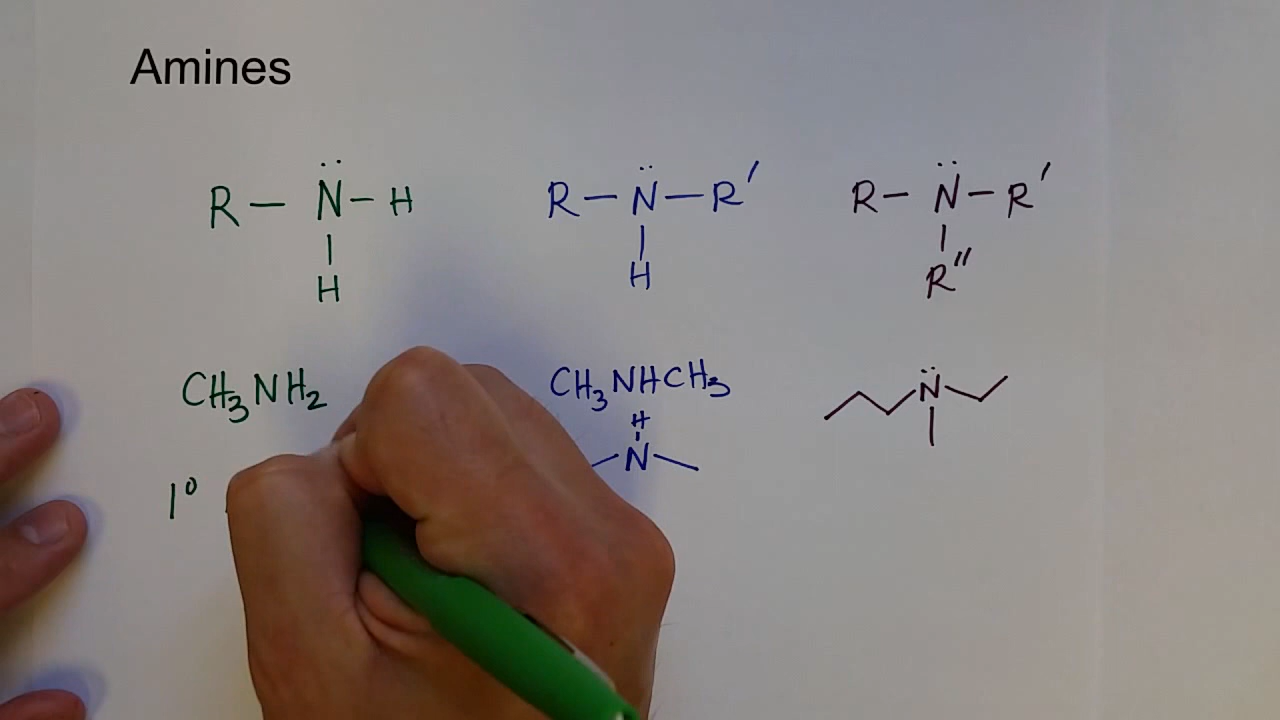 Amines
R — N̈ — H
|
H
R — N̈ — R′
|
H
R — N̈ — R′
|
R″
CH₃NH₂
CH₃NHCH₃
H
N
N̈
1°